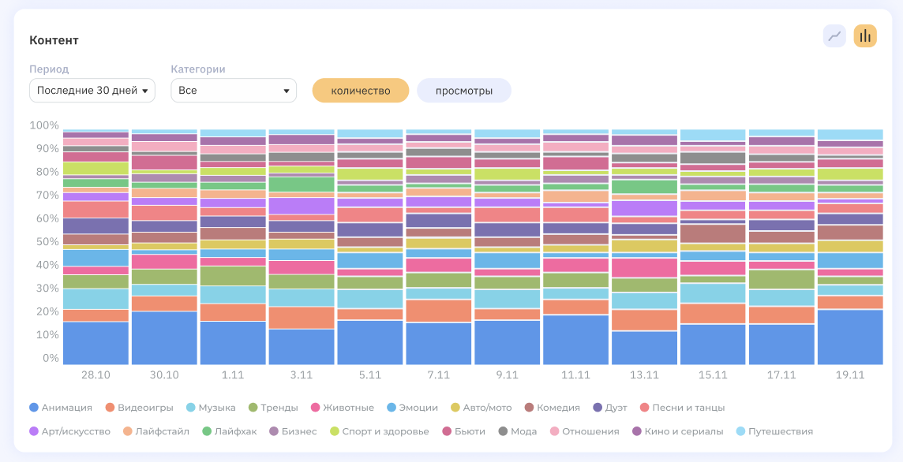 Контент
Период
Категории
Последние 30 дней
Все
количество
просмотры
100%
90%
80%
70%
60%
50%
40%
30%
20%
10%
0%
28.10 30.10 1.11 3.11 5.11 7.11 9.11 11.11 13.11 15.11 17.11 19.11
Анимация Видеоигры Музыка Тренды Животные Эмоции Авто/мото Комедия Дуэт Песни и танцы
Арт/искусство Лайфстайл Лайфхак Бизнес Спорт и здоровье Бьюти Мода Отношения Кино и сериалы Путешествия